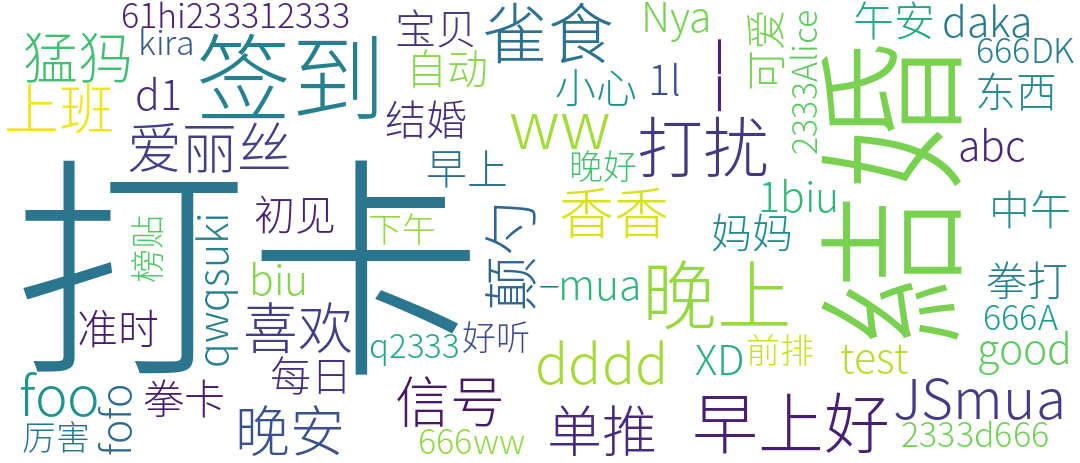 61hi233312333
宝贝
雀食
Nya
可爱
2333Alice
午安
daka
猛犸
kira
签到
自动
小心
1l
666DK
上班
d1
结婚
ww
打扰
結婚
东西
爱丽丝
早上
晚好
abc
打卡
榜贴
qwqsuki
初见
下午
颠勺
香香
妈妈
1biu
中午
biu
mua
晚上
拳打
准时
喜欢
q2333
好听
dddd
XD
前排
test
666A
good
foo
fofo
拳卡
每日
信号
单推
早上好
JSmua
厉害
晚安
666ww
2333d666